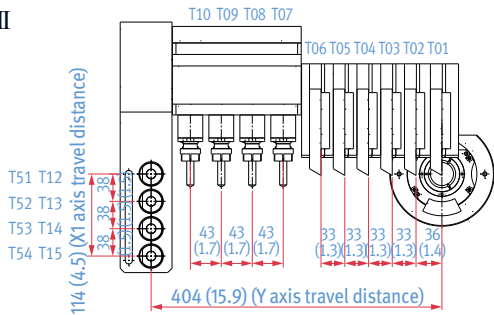 II
T10 T09 T08 T07
T06 T05 T04 T03 T02 T01
T51 T12
T52 T13
T53 T14
T54 T15
38
38
38
114 (4.5) (X1 axis travel distance)
43 43 43
(1.7) (1.7) (1.7)
33 33 33 33 36
(1.3) (1.3) (1.3) (1.3) (1.4)
404 (15.9) (Y axis travel distance)